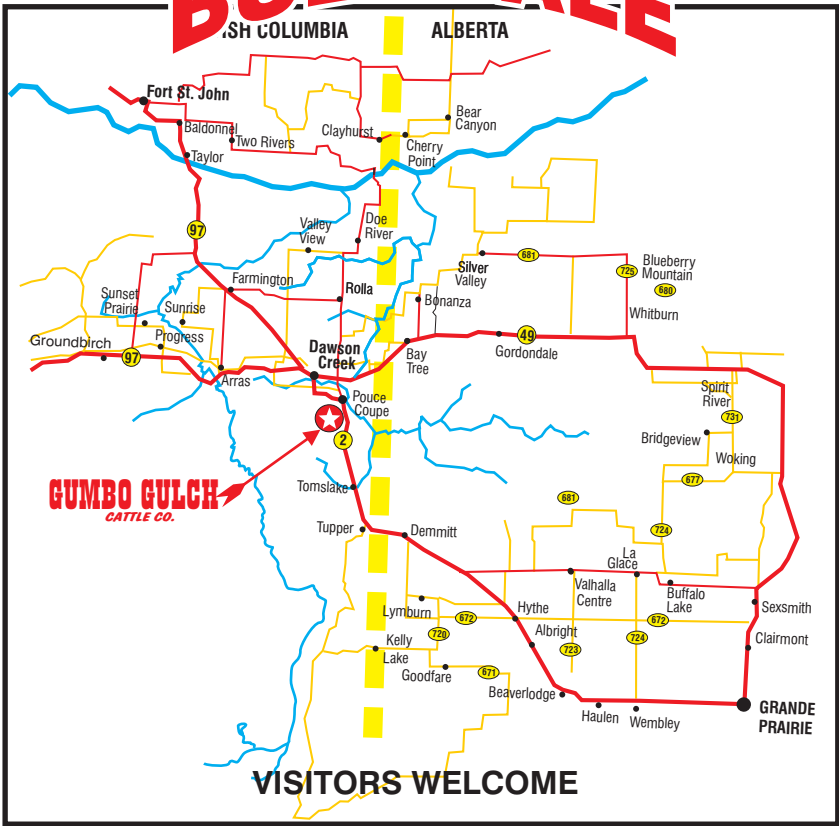 ISH COLUMBIA
ALBERTA
Fort St. John
Baldonnel
Two Rivers
Taylor
Clayhurst
Cherry
Point
Bear
Canyon
97
Valley
View
Doe
River
Silver
Valley
681
725
Blueberry
Mountain
680
Whitburn
Farmington
Rolla
Bonanza
Sunset
Prairie
Sunrise
Progress
Groundbirch
97
Arras
Dawson
Creek
Bay
Tree
49
Gordondale
Pouce
Coupe
2
Spirit
River
731
Bridgeview
Woking
677
GUMBO GULCH
CATTLE CO.
Tomslake
681
724
Tupper
Demmitt
La
Glace
Valhalla
Centre
Buffalo
Lake
Sexsmith
Lymburn
672
Hythe
672
720
Albright
723
724
Clairmont
Kelly
Lake
Goodfare
671
Beaverlodge
Haulen
Wembley
GRANDE
PRAIRIE
VISITORS WELCOME